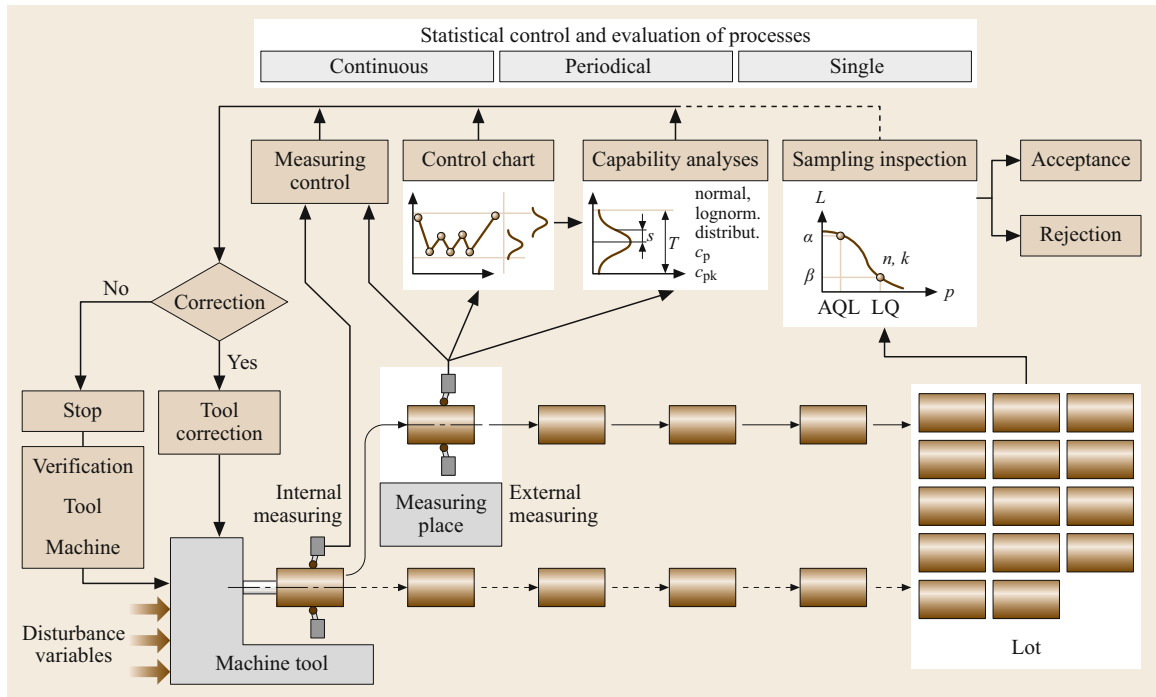 Statistical control and evaluation of processes
Continuous
Periodical
Single
Measuring
control
Control chart
Capability analyses
normal,
lognorm.
distribut.
cp
cpk
s
T
Sampling inspection
L
α
β
n, k
p
AQL
LQ
Acceptance
Rejection
No
Correction
Yes
Stop
Tool
correction
Verification
Tool
Machine
Internal
measuring
Measuring
place
External
measuring
Disturbance
variables
Machine tool
Lot